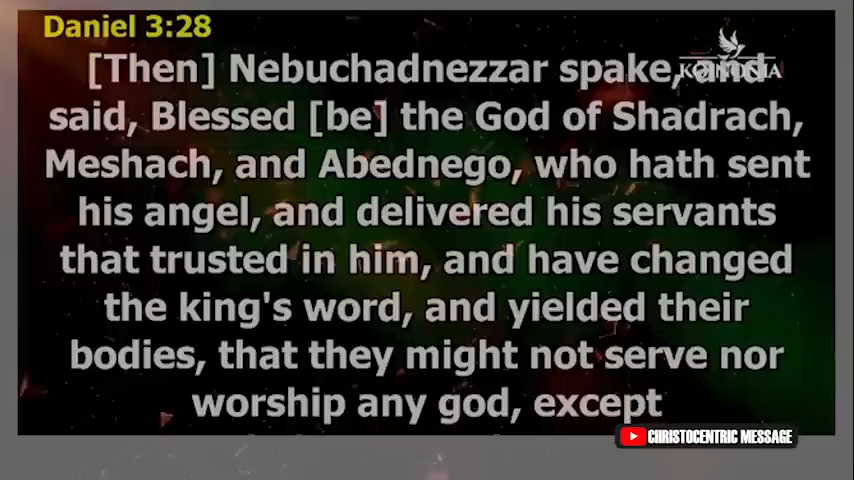 Daniel 3:28
KOINONIA
[Then] Nebuchadnezzar spake, and
said, Blessed [be] the God of Shadrach,
Meshach, and Abednego, who hath sent
his angel, and delivered his servants
that trusted in him, and have changed
the king's word, and yielded their
bodies, that they might not serve nor
worship any god, except
CHRISTOCENTRIC MESSAGE